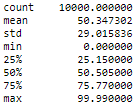 count 10000.000000
mean 50.347302
std 29.015836
min 0.000000
25% 25.150000
50% 50.505000
75% 75.770000
max 99.990000